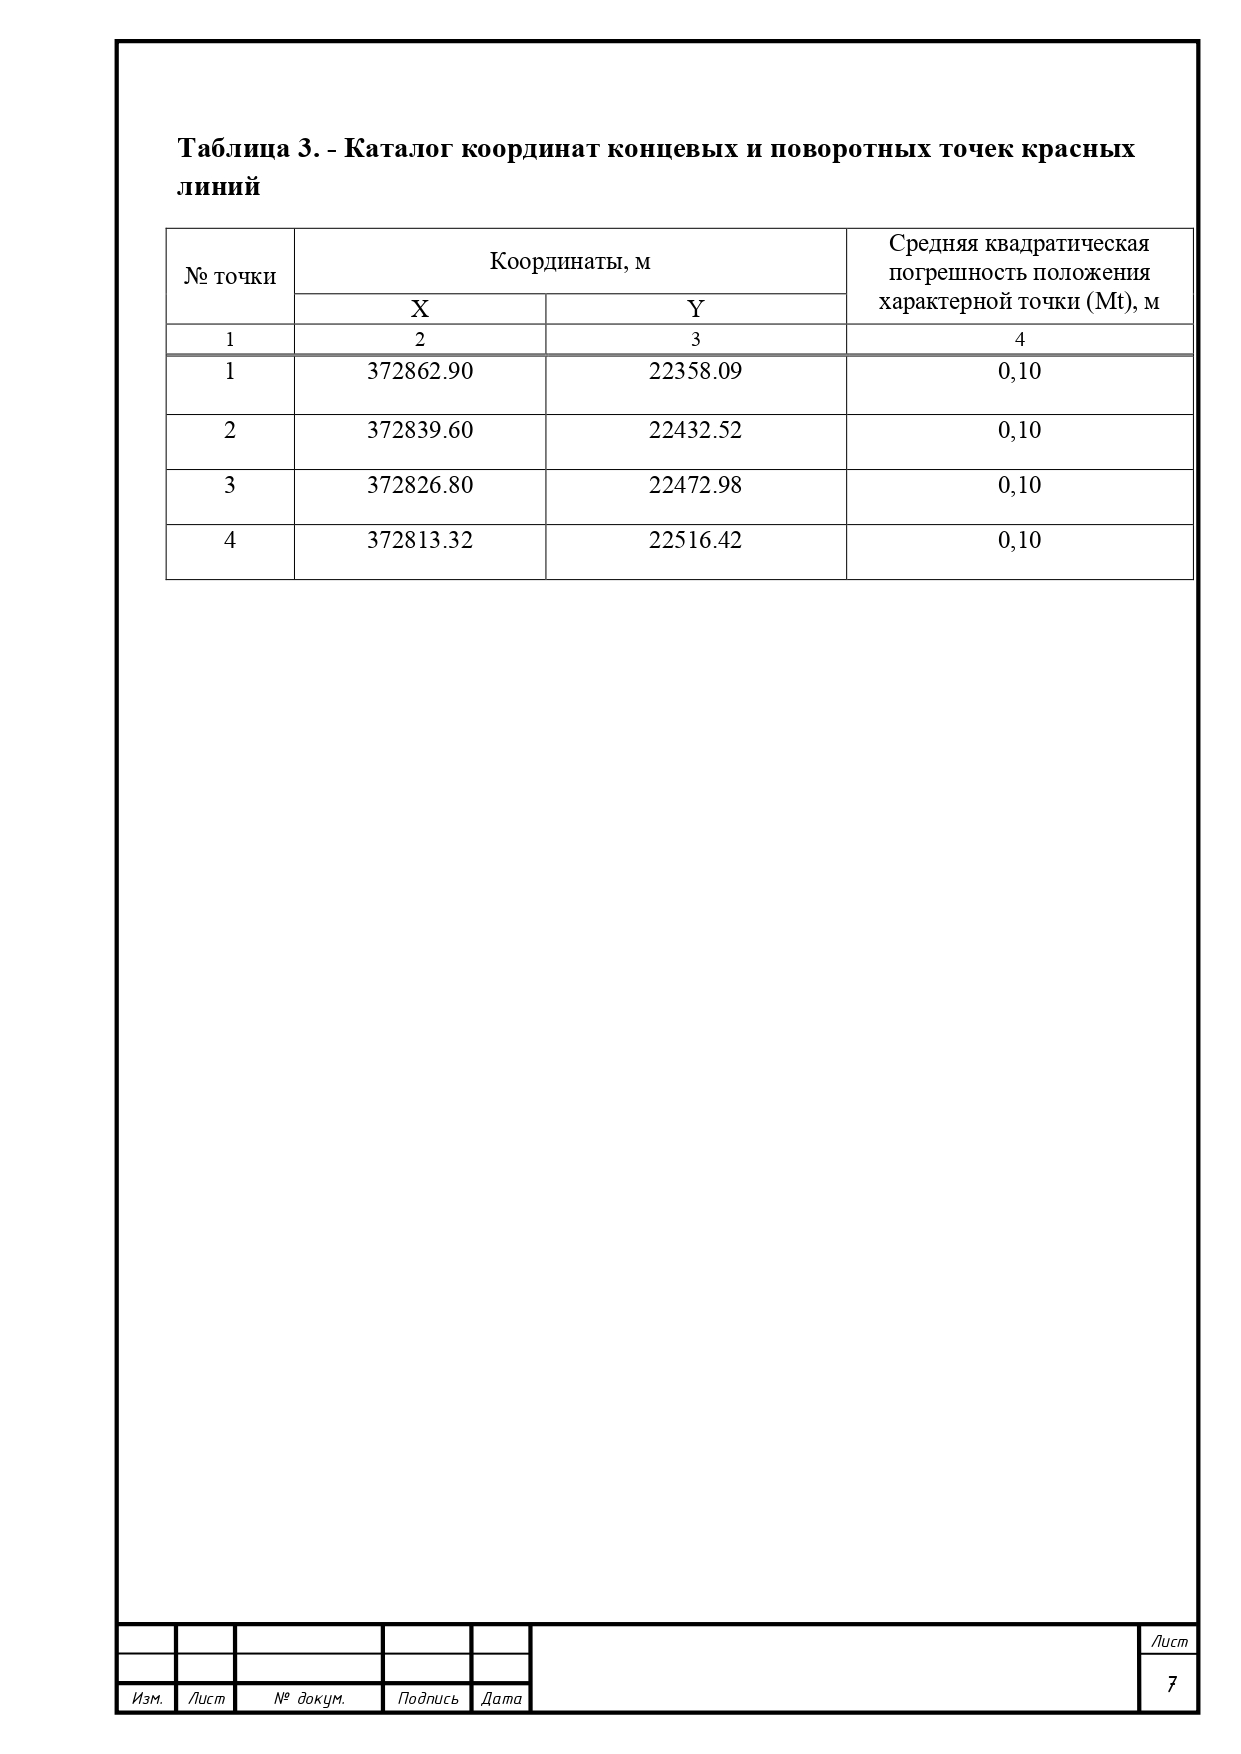 Таблица 3. - Каталог координат концевых и поворотных точек красных
линий
№ точки
Координаты, м
Средняя квадратическая
погрешность положения
характерной точки (Mt), м
X Y
1 2 3 4
1 372862.90 22358.09 0,10
2 372839.60 22432.52 0,10
3 372826.80 22472.98 0,10
4 372813.32 22516.42 0,10
Лист
7
Изм. Лист № докум. Подпись Дата